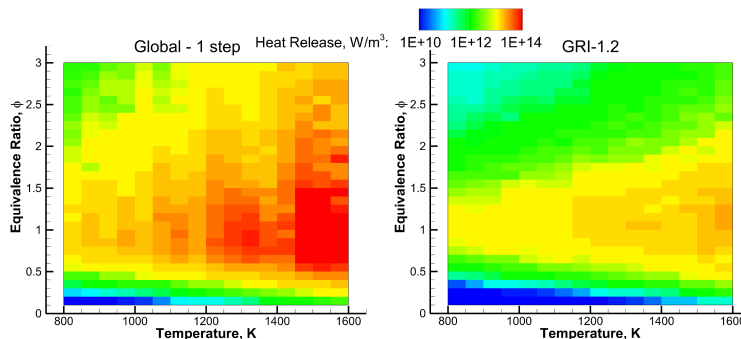 Global - 1 step
Heat Release, W/m³: 1E+10 1E+12 1E+14
GRI-1.2
Equivalence Ratio, ϕ
3
2.5
2
1.5
1
0.5
0
800 1000 1200 1400 1600
Temperature, K
Equivalence Ratio, ϕ
3
2.5
2
1.5
1
0.5
0
800 1000 1200 1400 1600
Temperature, K